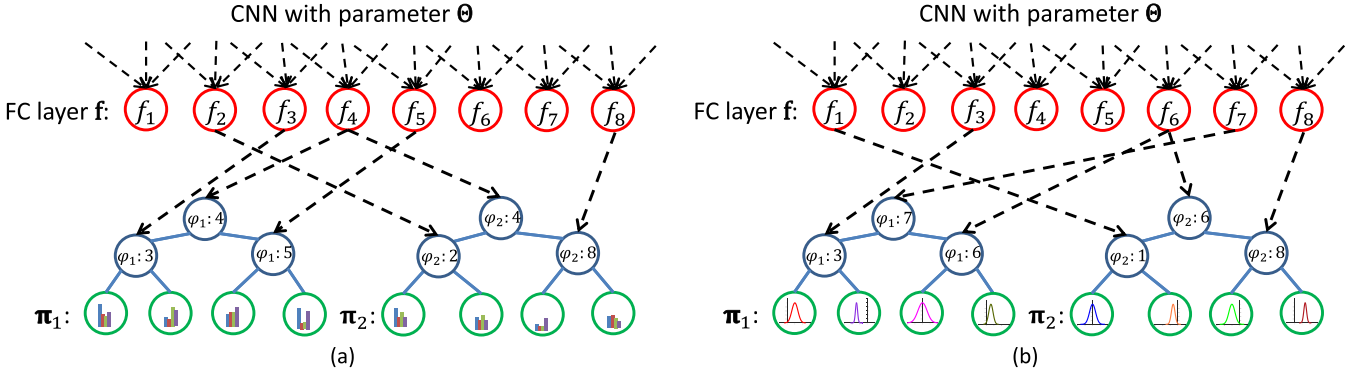 CNN with parameter Θ
FC layer f: f₁ f₂ f₃ f₄ f₅ f₆ f₇ f₈
φ₁:4 φ₂:4
φ₁:3 φ₁:5 φ₂:2 φ₂:8
π₁: π₂:
(a)
CNN with parameter Θ
FC layer f: f₁ f₂ f₃ f₄ f₅ f₆ f₇ f₈
φ₁:7 φ₂:6
φ₁:3 φ₁:6 φ₂:1 φ₂:8
π₁: π₂:
(b)